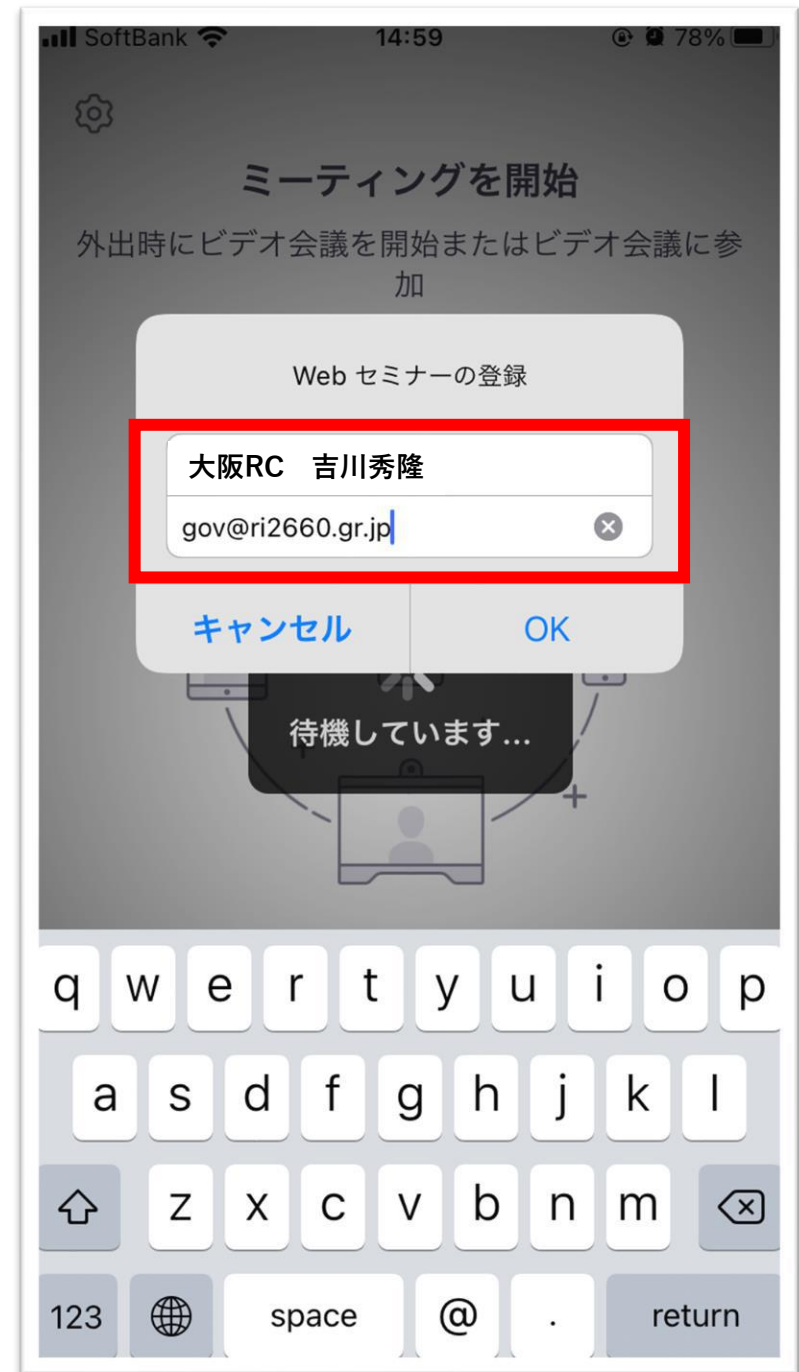 SoftBank 14:59 78%
ミーティングを開始
外出時にビデオ会議を開始またはビデオ会議に参
加
Web セミナーの登録
大阪RC　吉川秀隆
gov@ri2660.gr.jp
キャンセル OK
待機しています...
q w e r t y u i o p
a s d f g h j k l
z x c v b n m
123 space @ . return